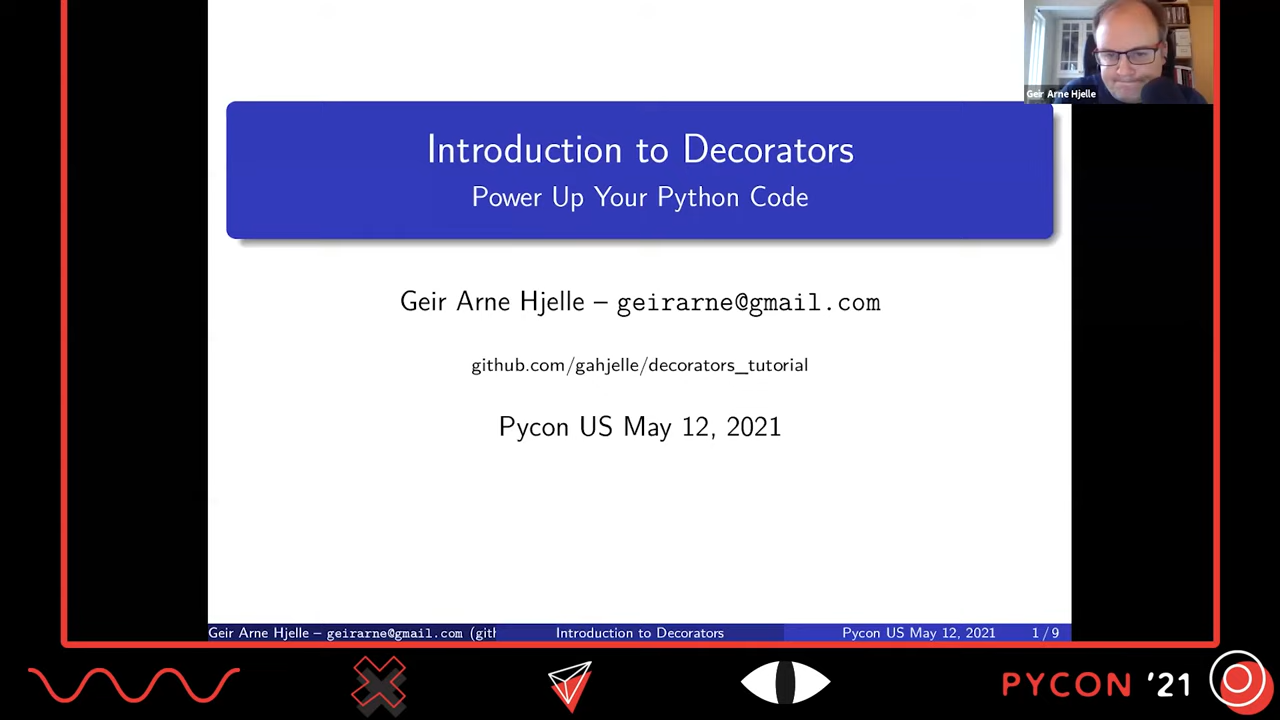 Geir Arne Hjelle
Introduction to Decorators
Power Up Your Python Code
Geir Arne Hjelle – geirarne@gmail.com
github.com/gahjelle/decorators_tutorial
Pycon US May 12, 2021
Geir Arne Hjelle – geirarne@gmail.com (gith
Introduction to Decorators
Pycon US May 12, 2021
1 / 9
PYCON '21